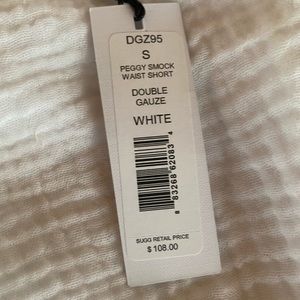 DGZ95
S
PEGGY SMOCK
WAIST SHORT
DOUBLE
GAUZE
WHITE
8 83268 62083 4
SUGG RETAIL PRICE
$ 108.00